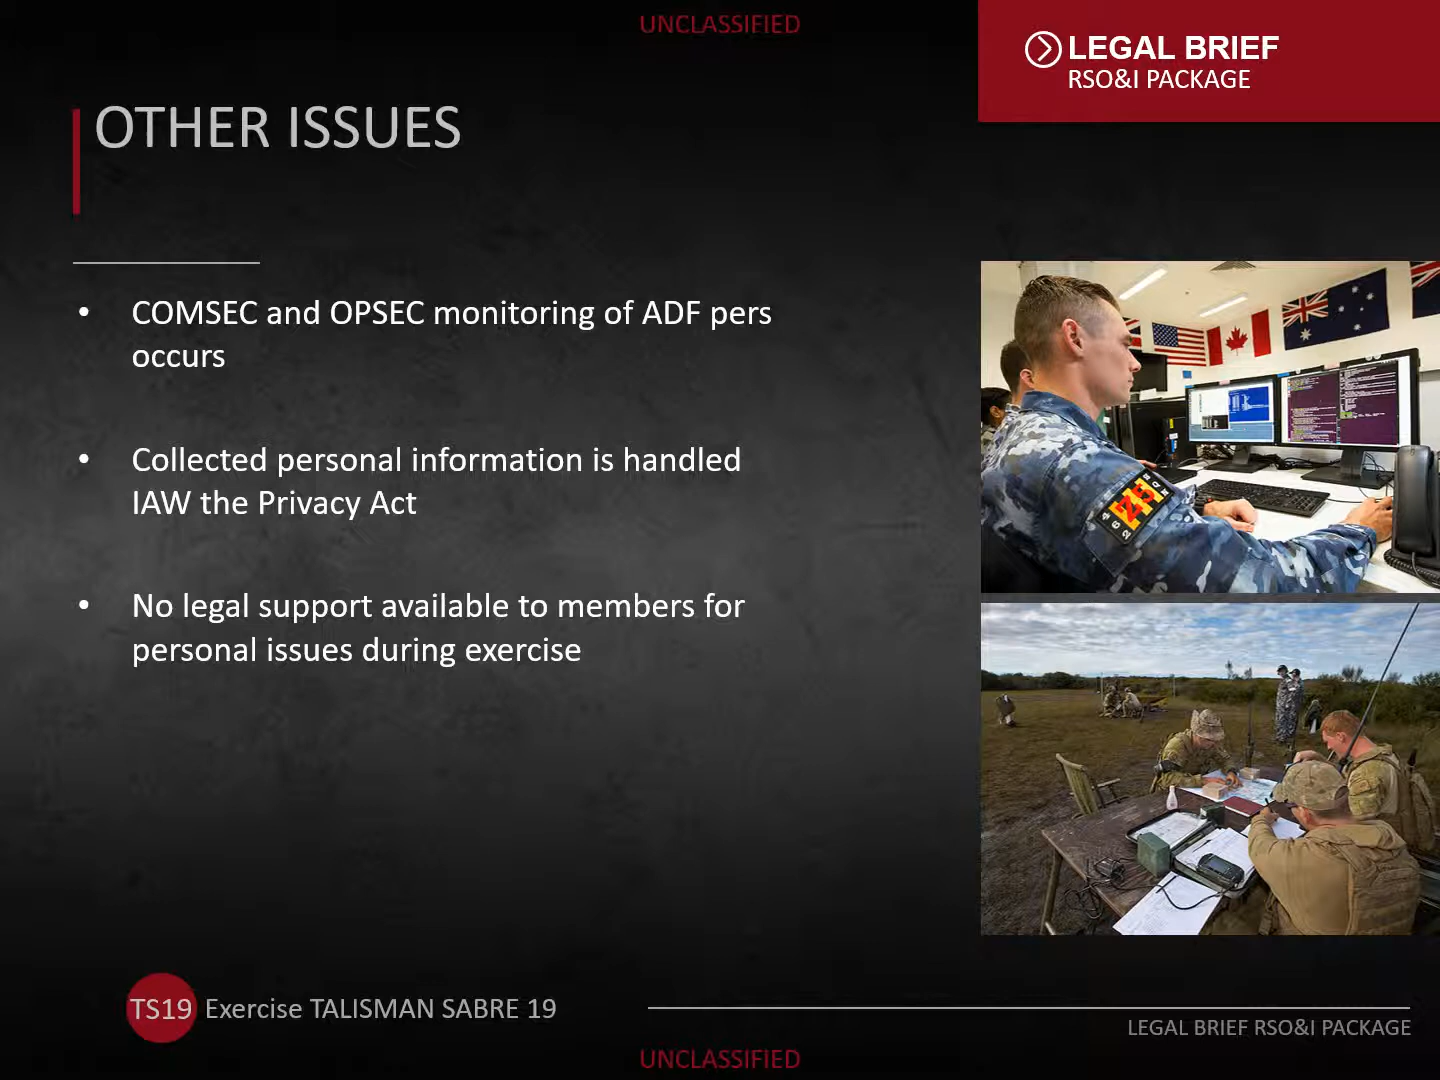 UNCLASSIFIED
LEGAL BRIEF
RSO&I PACKAGE
OTHER ISSUES
• COMSEC and OPSEC monitoring of ADF pers
occurs
• Collected personal information is handled
IAW the Privacy Act
• No legal support available to members for
personal issues during exercise
TS19 Exercise TALISMAN SABRE 19
LEGAL BRIEF RSO&I PACKAGE
UNCLASSIFIED